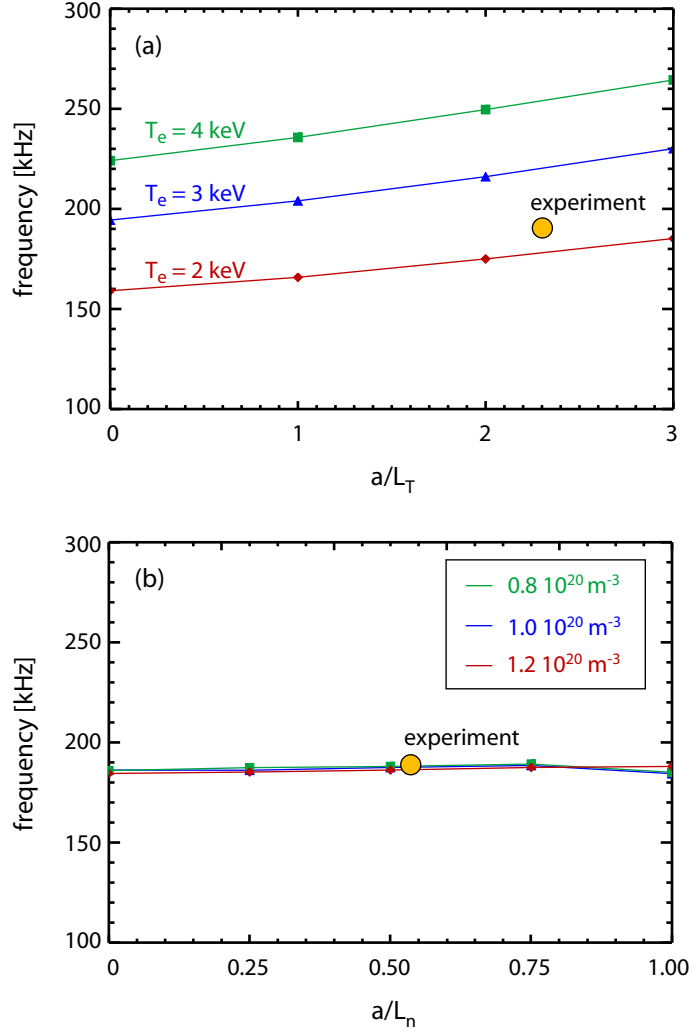 300
(a)
250
T_e = 4 keV
T_e = 3 keV
200
experiment
T_e = 2 keV
150
100
frequency [kHz]
0 1 2 3
a/L_T
300
(b)
0.8 10^20 m^-3
1.0 10^20 m^-3
1.2 10^20 m^-3
250
experiment
200
150
100
frequency [kHz]
0 0.25 0.50 0.75 1.00
a/L_n